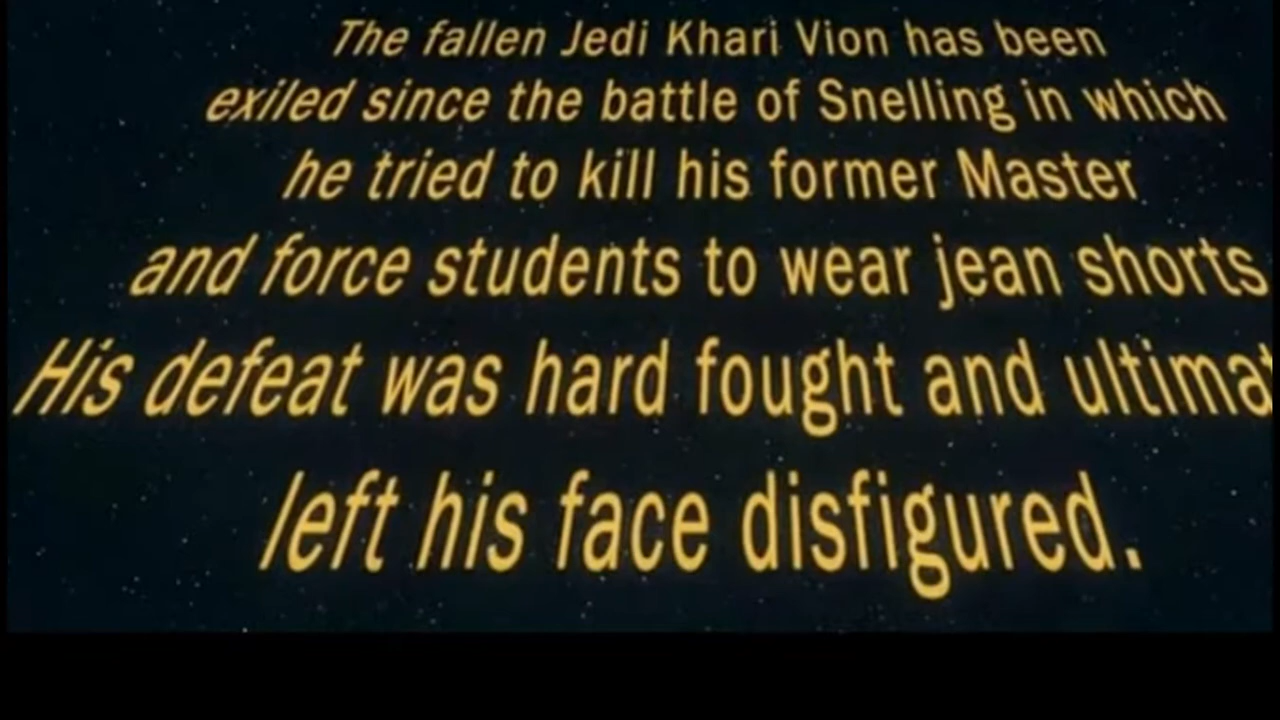 The fallen Jedi Khari Vion has been
exiled since the battle of Snelling in which
he tried to kill his former Master
and force students to wear jean shorts.
His defeat was hard fought and
left his face disfigured.